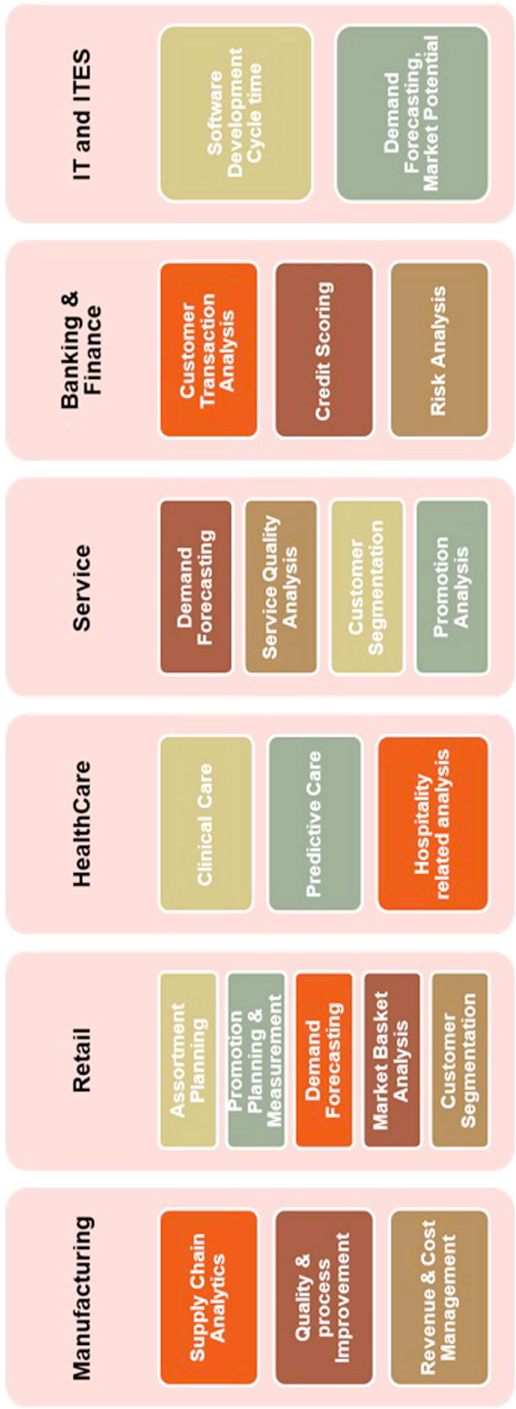 Manufacturing
Supply Chain
Analytics
Quality &
process
Improvement
Revenue & Cost
Management
Retail
Assortment
Planning
Promotion
Planning &
Measurement
Demand
Forecasting
Market Basket
Analysis
Customer
Segmentation
HealthCare
Clinical Care
Predictive Care
Hospitality
related analysis
Service
Demand
Forecasting
Service Quality
Analysis
Customer
Segmentation
Promotion
Analysis
Banking &
Finance
Customer
Transaction
Analysis
Credit Scoring
Risk Analysis
IT and ITES
Software
Development
Cycle time
Demand
Forecasting,
Market Potential